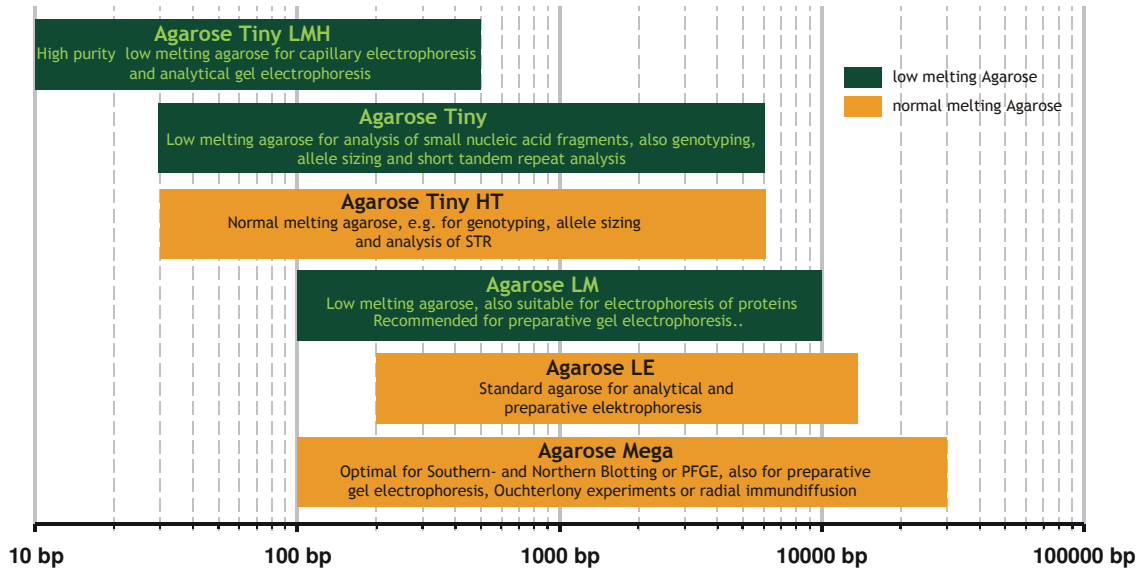 Agarose Tiny LMH
High purity low melting agarose for capillary electrophoresis
and analytical gel electrophoresis
low melting Agarose
normal melting Agarose
Agarose Tiny
Low melting agarose for analysis of small nucleic acid fragments, also genotyping,
allele sizing and short tandem repeat analysis
Agarose Tiny HT
Normal melting agarose, e.g. for genotyping, allele sizing
and analysis of STR
Agarose LM
Low melting agarose, also suitable for electrophoresis of proteins
Recommended for preparative gel electrophoresis..
Agarose LE
Standard agarose for analytical and
preparative elektrophoresis
Agarose Mega
Optimal for Southern- and Northern Blotting or PFGE, also for preparative
gel electrophoresis, Ouchterlony experiments or radial immundiffusion
10 bp 100 bp 1000 bp 10000 bp 100000 bp